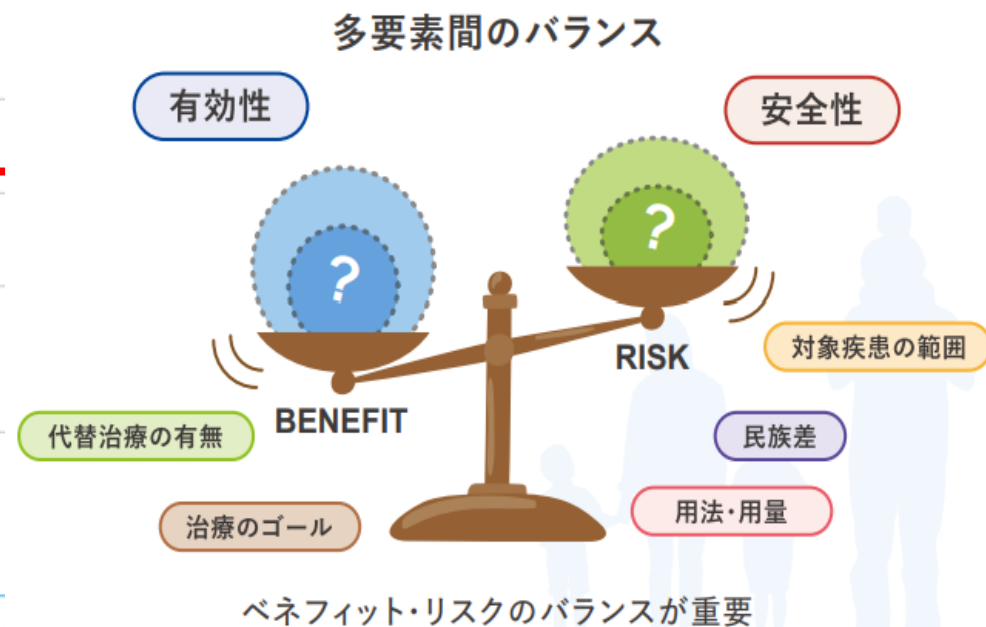 多要素間のバランス
有効性
安全性
?
?
BENEFIT
RISK
対象疾患の範囲
代替治療の有無
民族差
治療のゴール
用法・用量
ベネフィット・リスクのバランスが重要